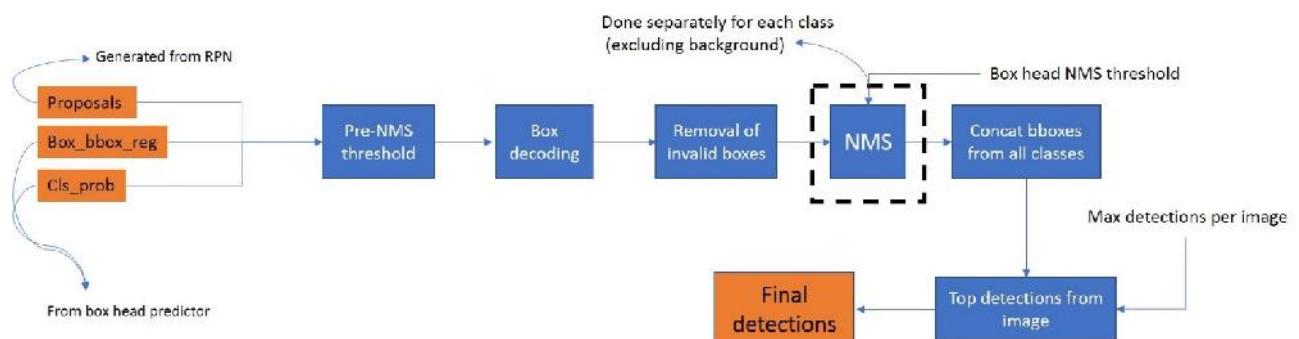 Done separately for each class
(excluding background)
Generated from RPN
Box head NMS threshold
Proposals
Box_bbox_reg
Cls_prob
Pre-NMS
threshold
Box
decoding
Removal of
invalid boxes
NMS
Concat bboxes
from all classes
Max detections per image
From box head predictor
Final
detections
Top detections from
image